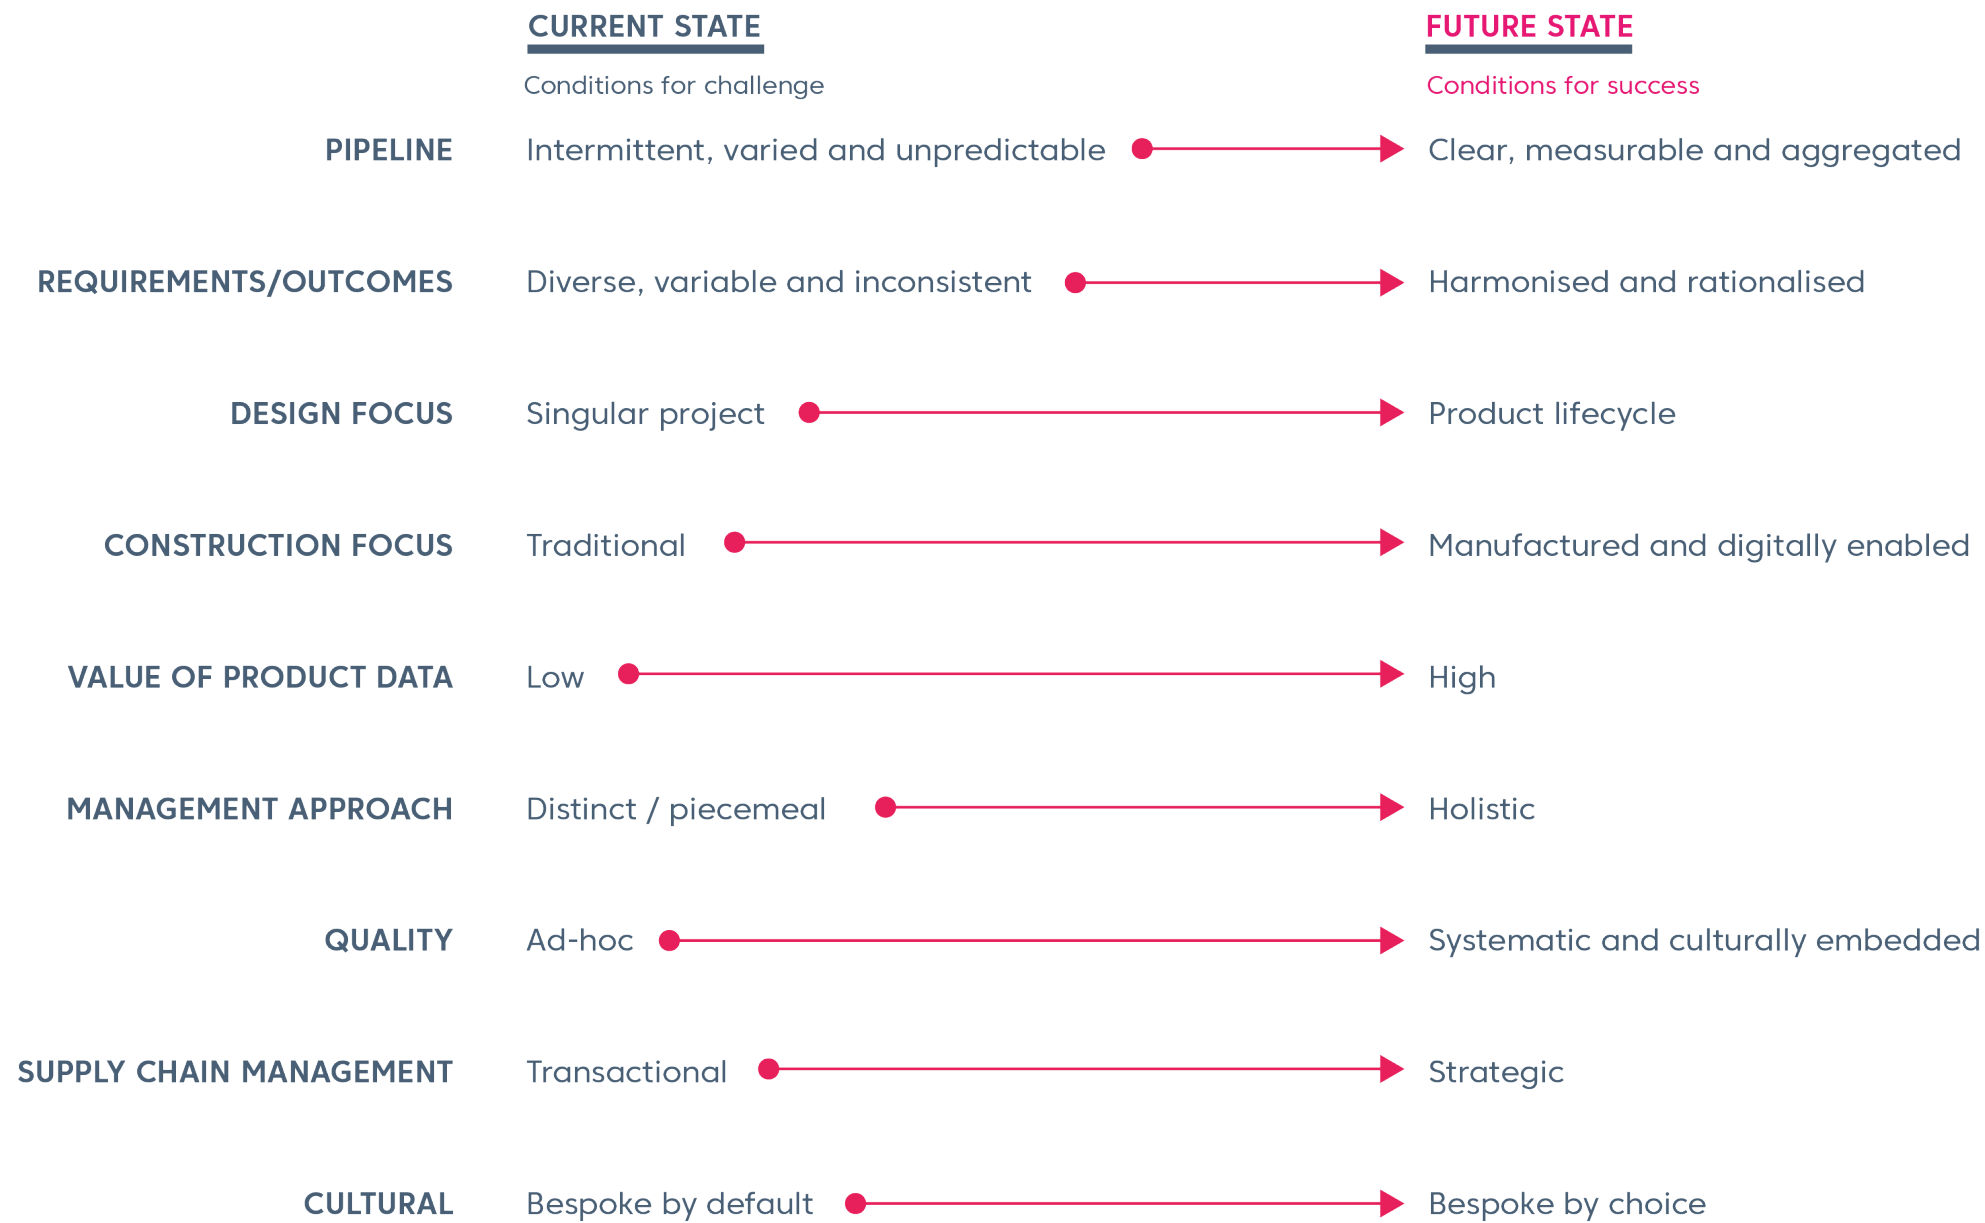 CURRENT STATE FUTURE STATE
Conditions for challenge Conditions for success
PIPELINE Intermittent, varied and unpredictable Clear, measurable and aggregated
REQUIREMENTS/OUTCOMES Diverse, variable and inconsistent Harmonised and rationalised
DESIGN FOCUS Singular project Product lifecycle
CONSTRUCTION FOCUS Traditional Manufactured and digitally enabled
VALUE OF PRODUCT DATA Low High
MANAGEMENT APPROACH Distinct / piecemeal Holistic
QUALITY Ad-hoc Systematic and culturally embedded
SUPPLY CHAIN MANAGEMENT Transactional Strategic
CULTURAL Bespoke by default Bespoke by choice